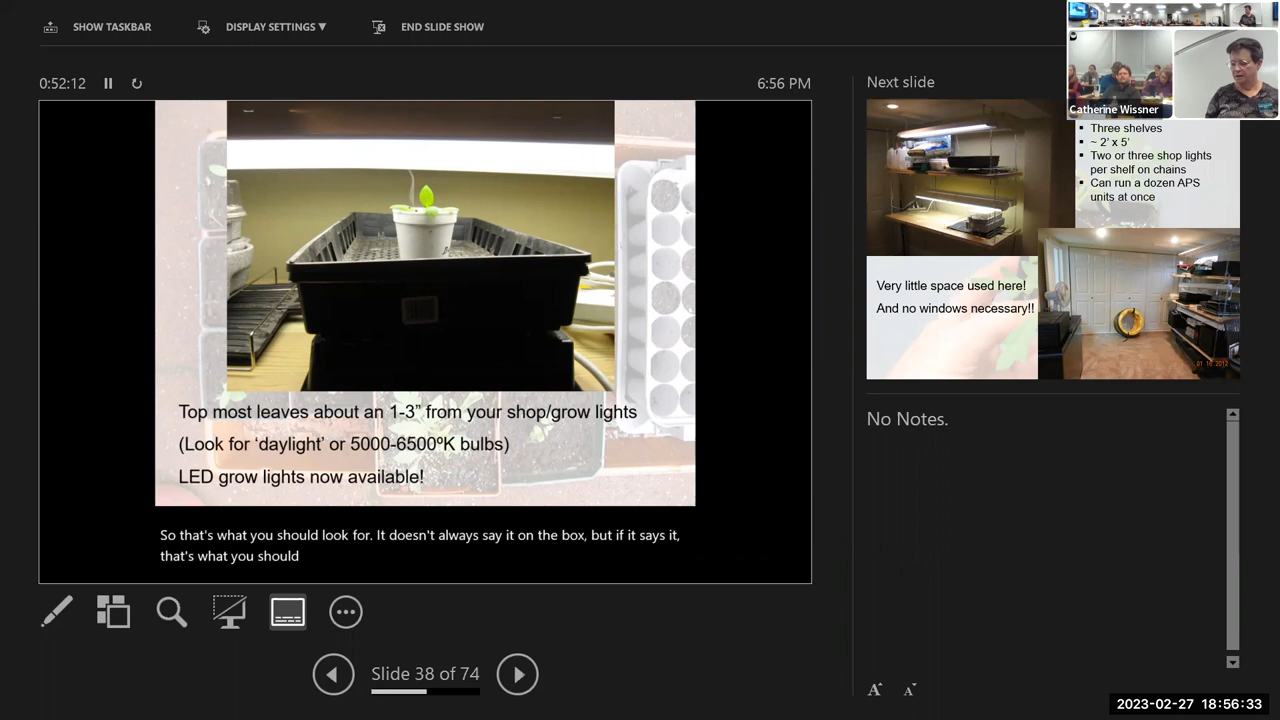 SHOW TASKBAR
DISPLAY SETTINGS ▼
END SLIDE SHOW
0:52:12
6:56 PM
Top most leaves about an 1-3” from your shop/grow lights
(Look for ‘daylight’ or 5000-6500ºK bulbs)
LED grow lights now available!
So that's what you should look for. It doesn't always say it on the box, but if it says it,
that's what you should
Slide 38 of 74
Next slide
Catherine Wissner
▪ Three shelves
▪ ~ 2’ x 5’
▪ Two or three shop lights
per shelf on chains
▪ Can run a dozen APS
units at once
Very little space used here!
And no windows necessary!!
01 16 2012
No Notes.
A A
2023-02-27 18:56:33